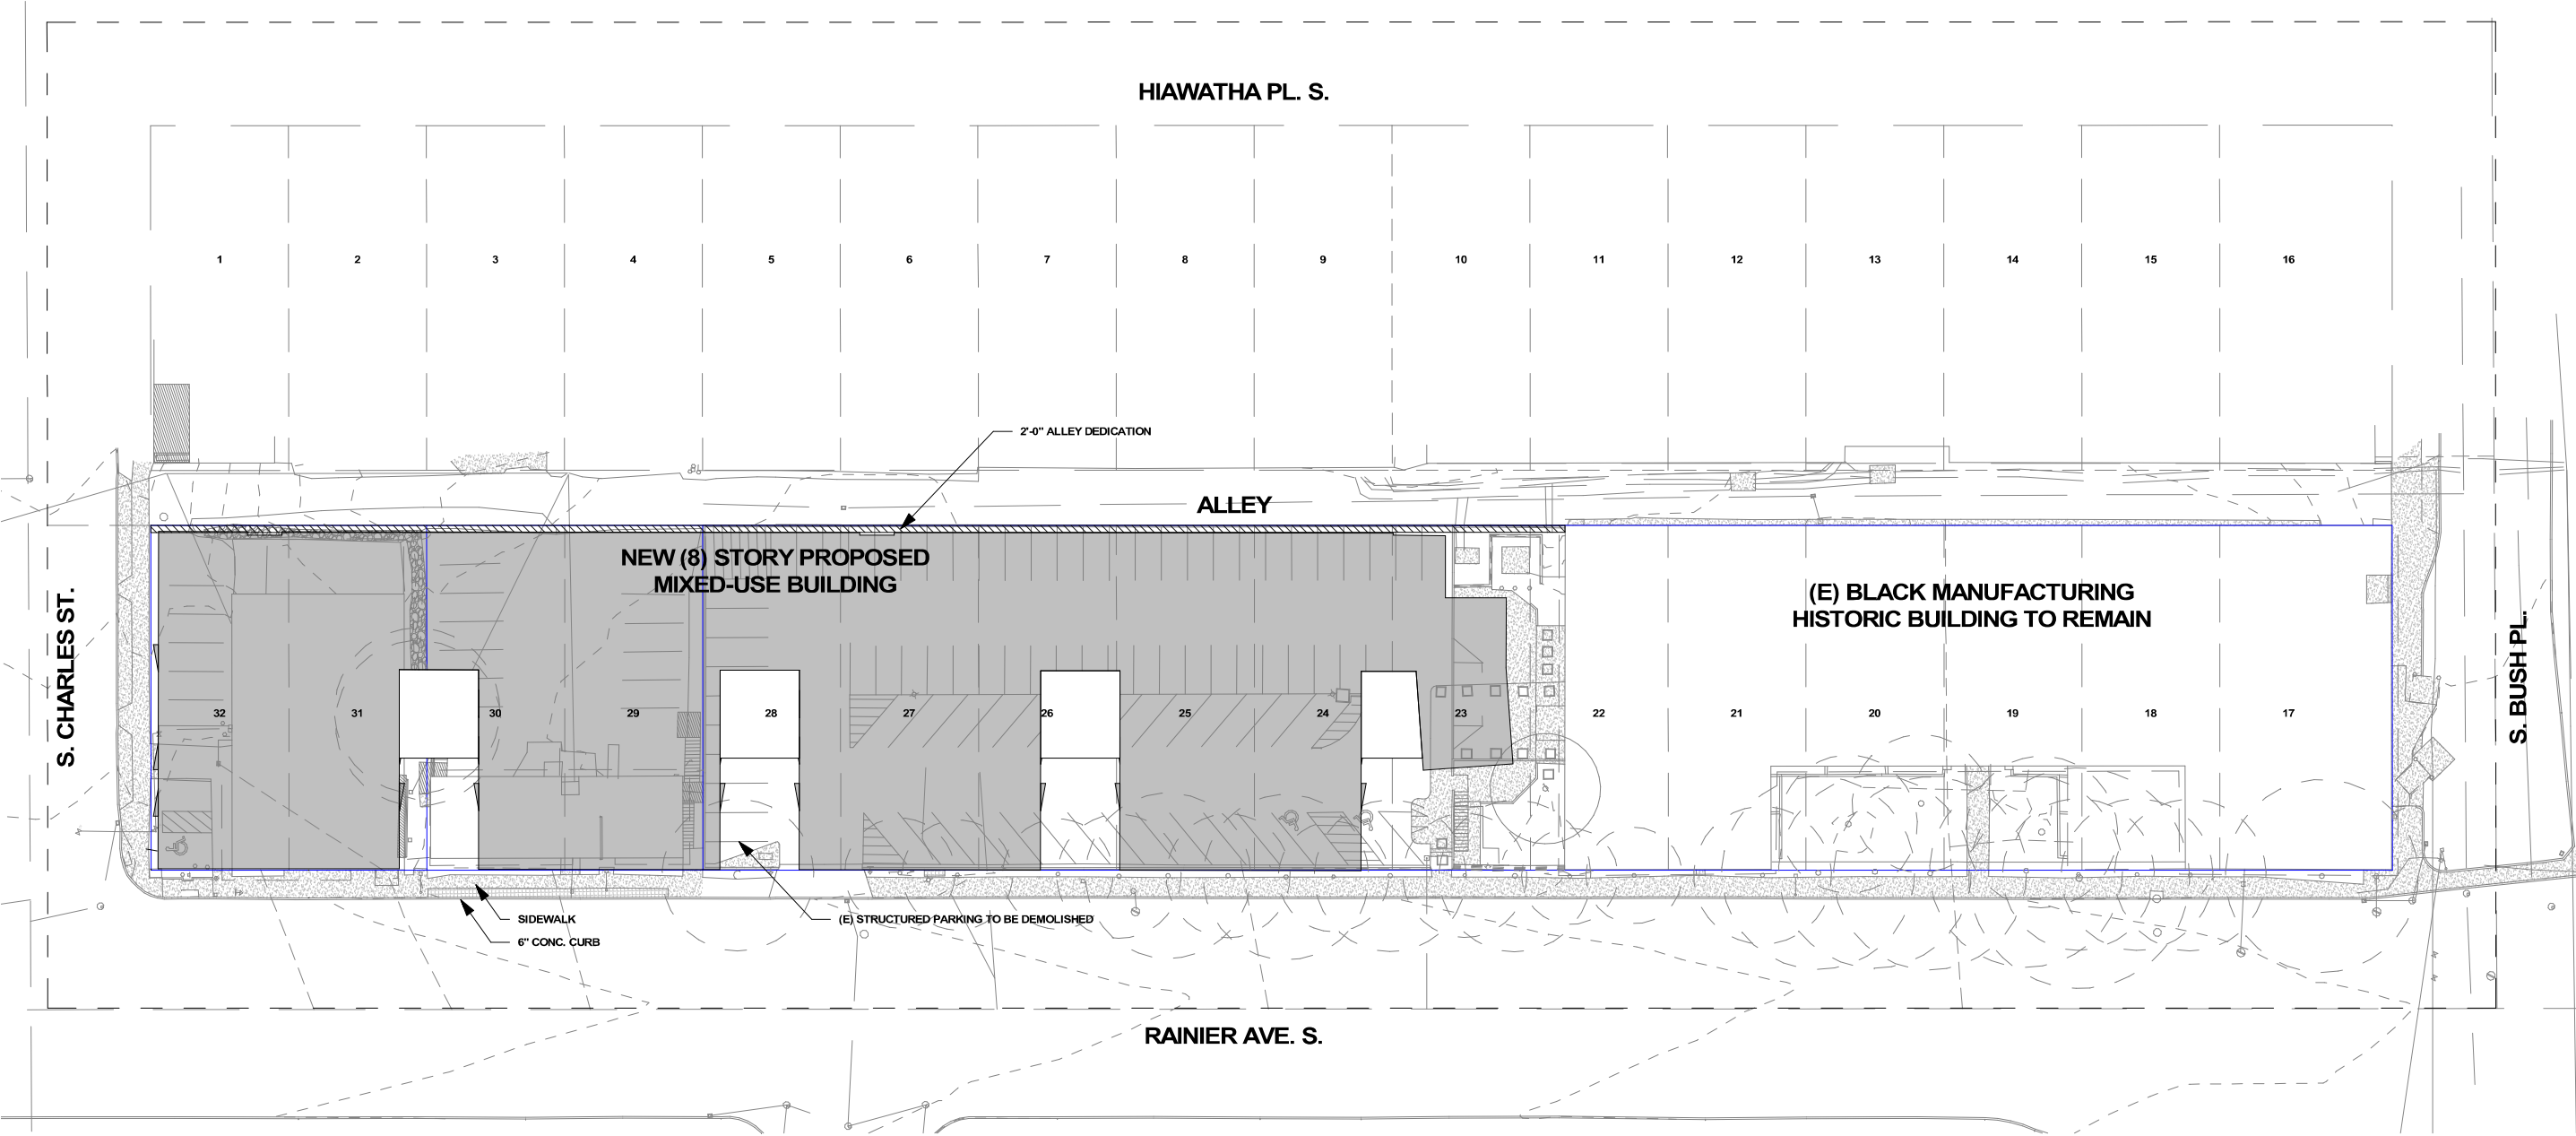 HIAWATHA PL. S.
1
2
3
4
5
6
7
8
9
10
11
12
13
14
15
16
2'-0" ALLEY DEDICATION
ALLEY
NEW (8) STORY PROPOSED
MIXED-USE BUILDING
(E) BLACK MANUFACTURING
HISTORIC BUILDING TO REMAIN
S. CHARLES ST.
S. BUSH PL.
32
31
30
29
28
27
26
25
24
23
22
21
20
19
18
17
SIDEWALK
6" CONC. CURB
(E) STRUCTURED PARKING TO BE DEMOLISHED
RAINIER AVE. S.